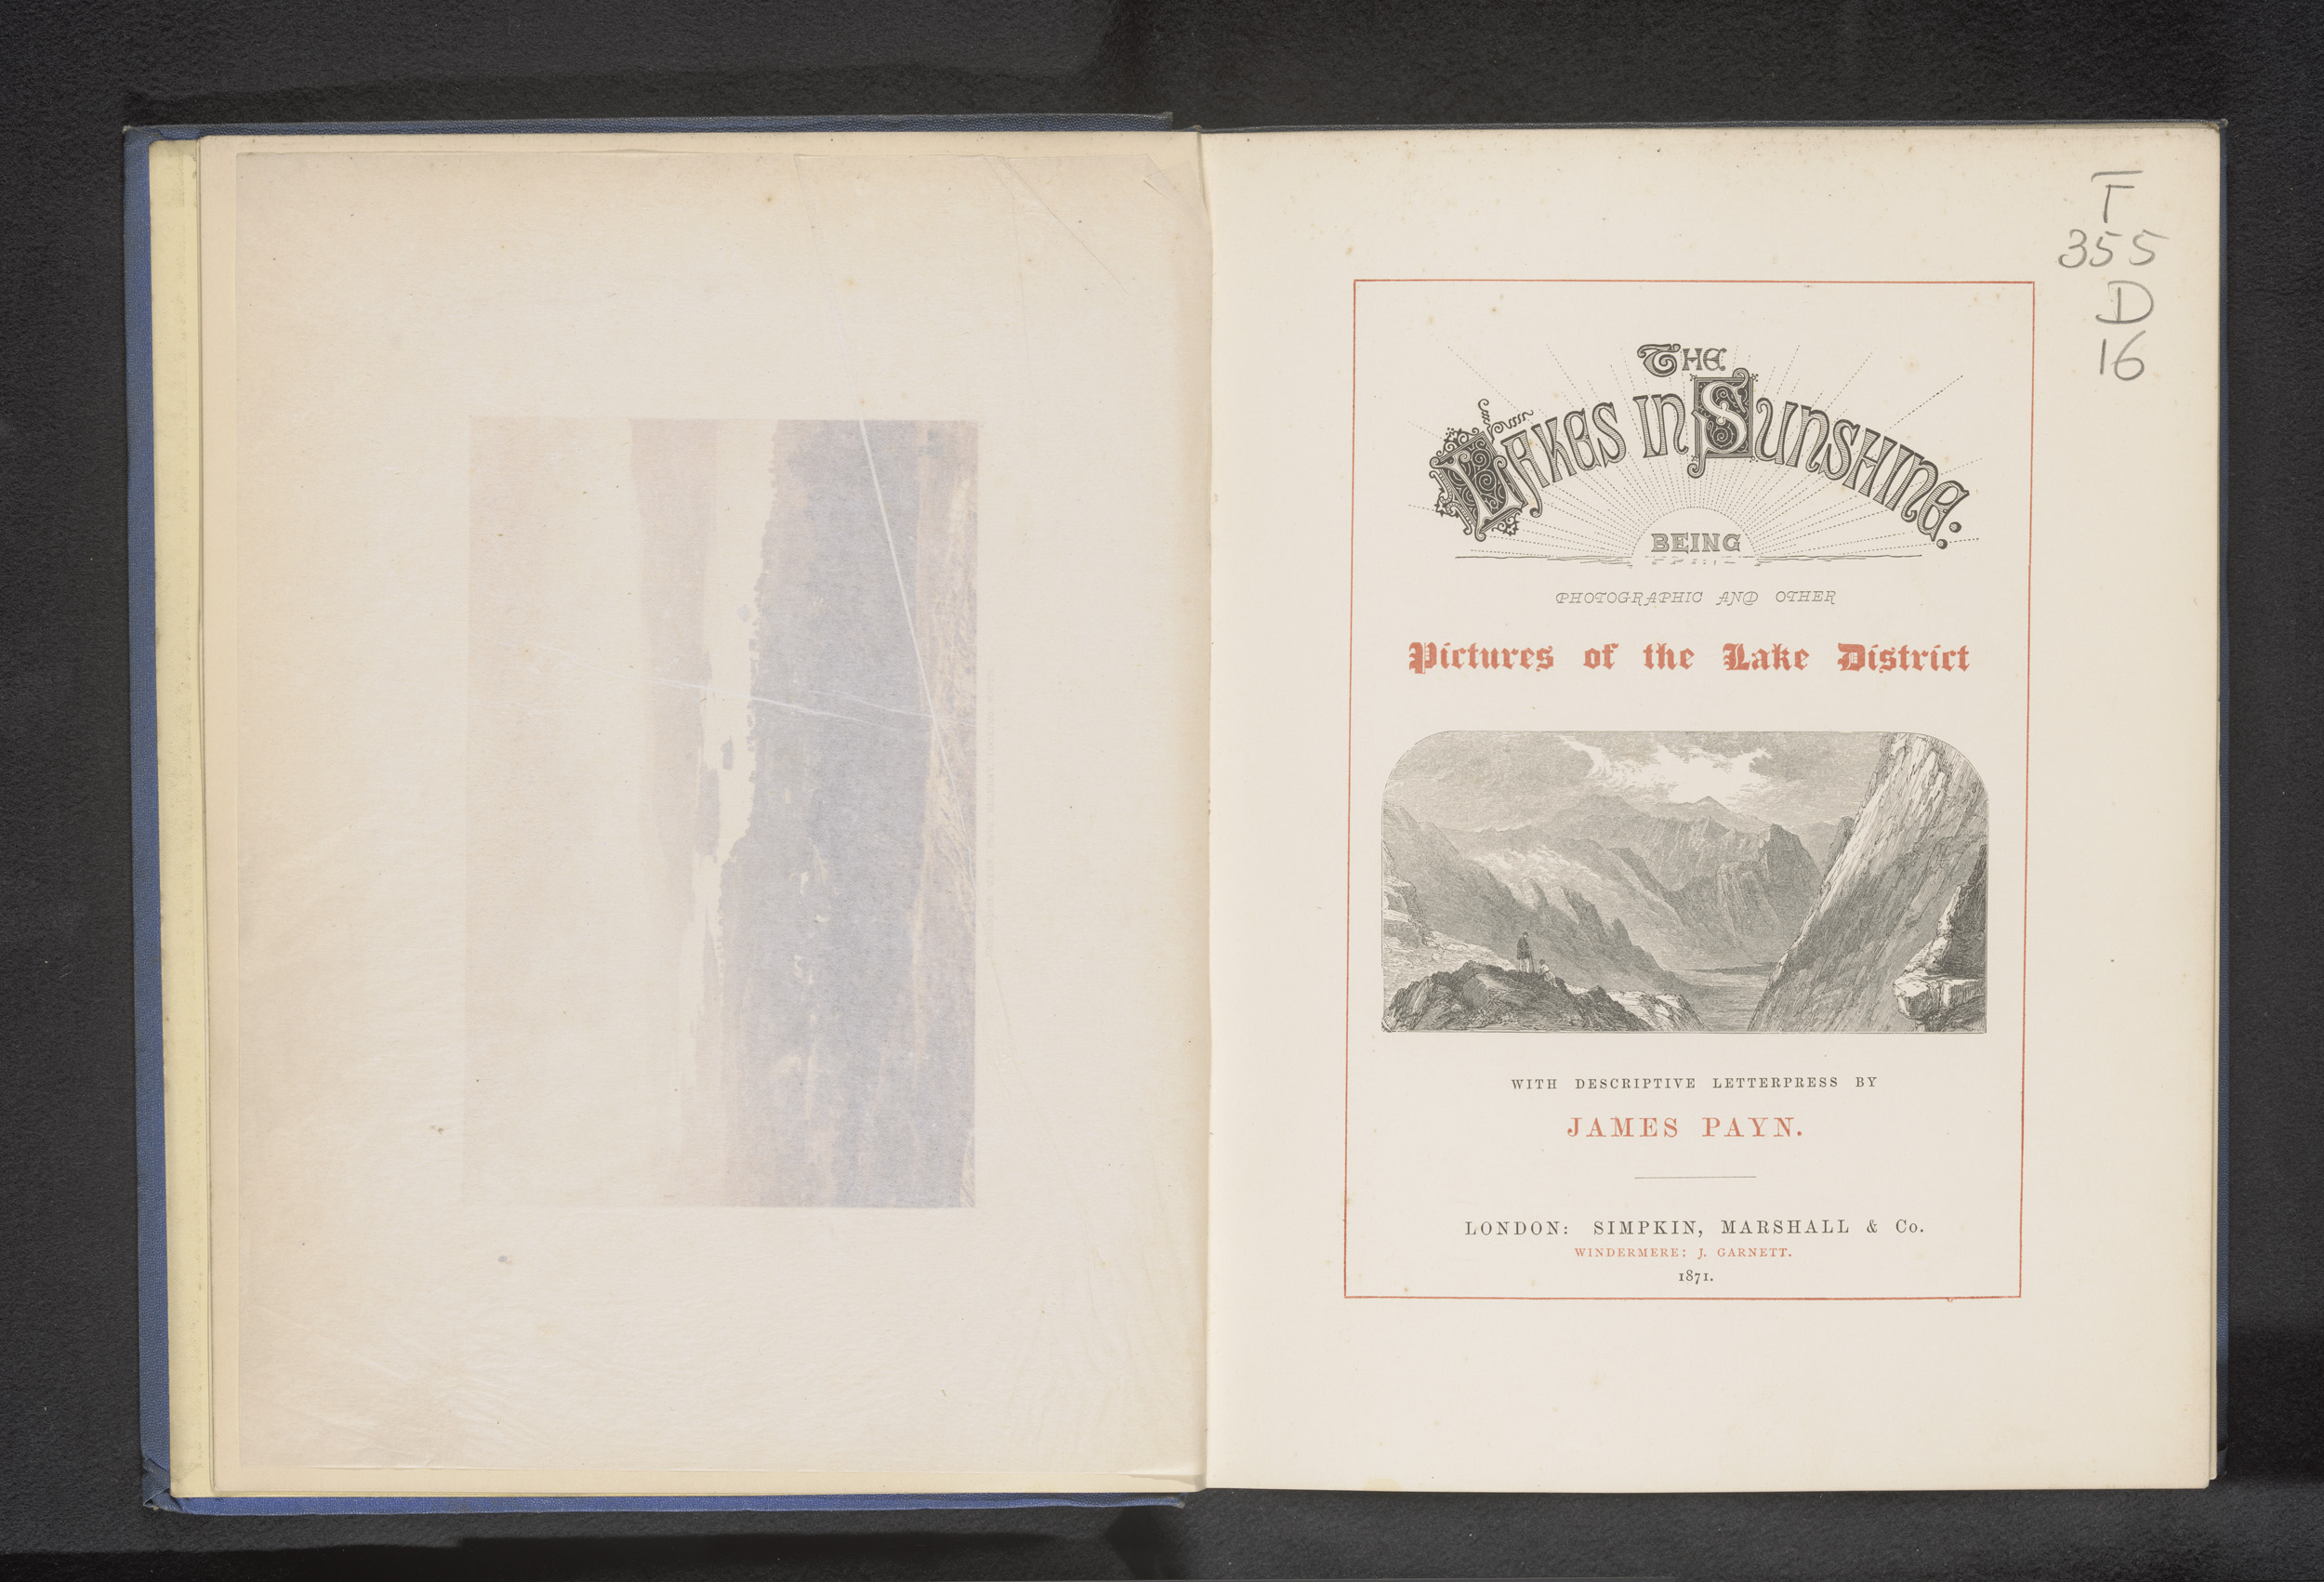 T
355
D
16
THE
LAKES IN SUNSHINE:
BEING
PHOTOGRAPHIC AND OTHER
Pictures of the Lake District
WITH DESCRIPTIVE LETTERPRESS BY
JAMES PAYN.
LONDON: SIMPKIN, MARSHALL & Co.
WINDERMERE: J. GARNETT.
1871.